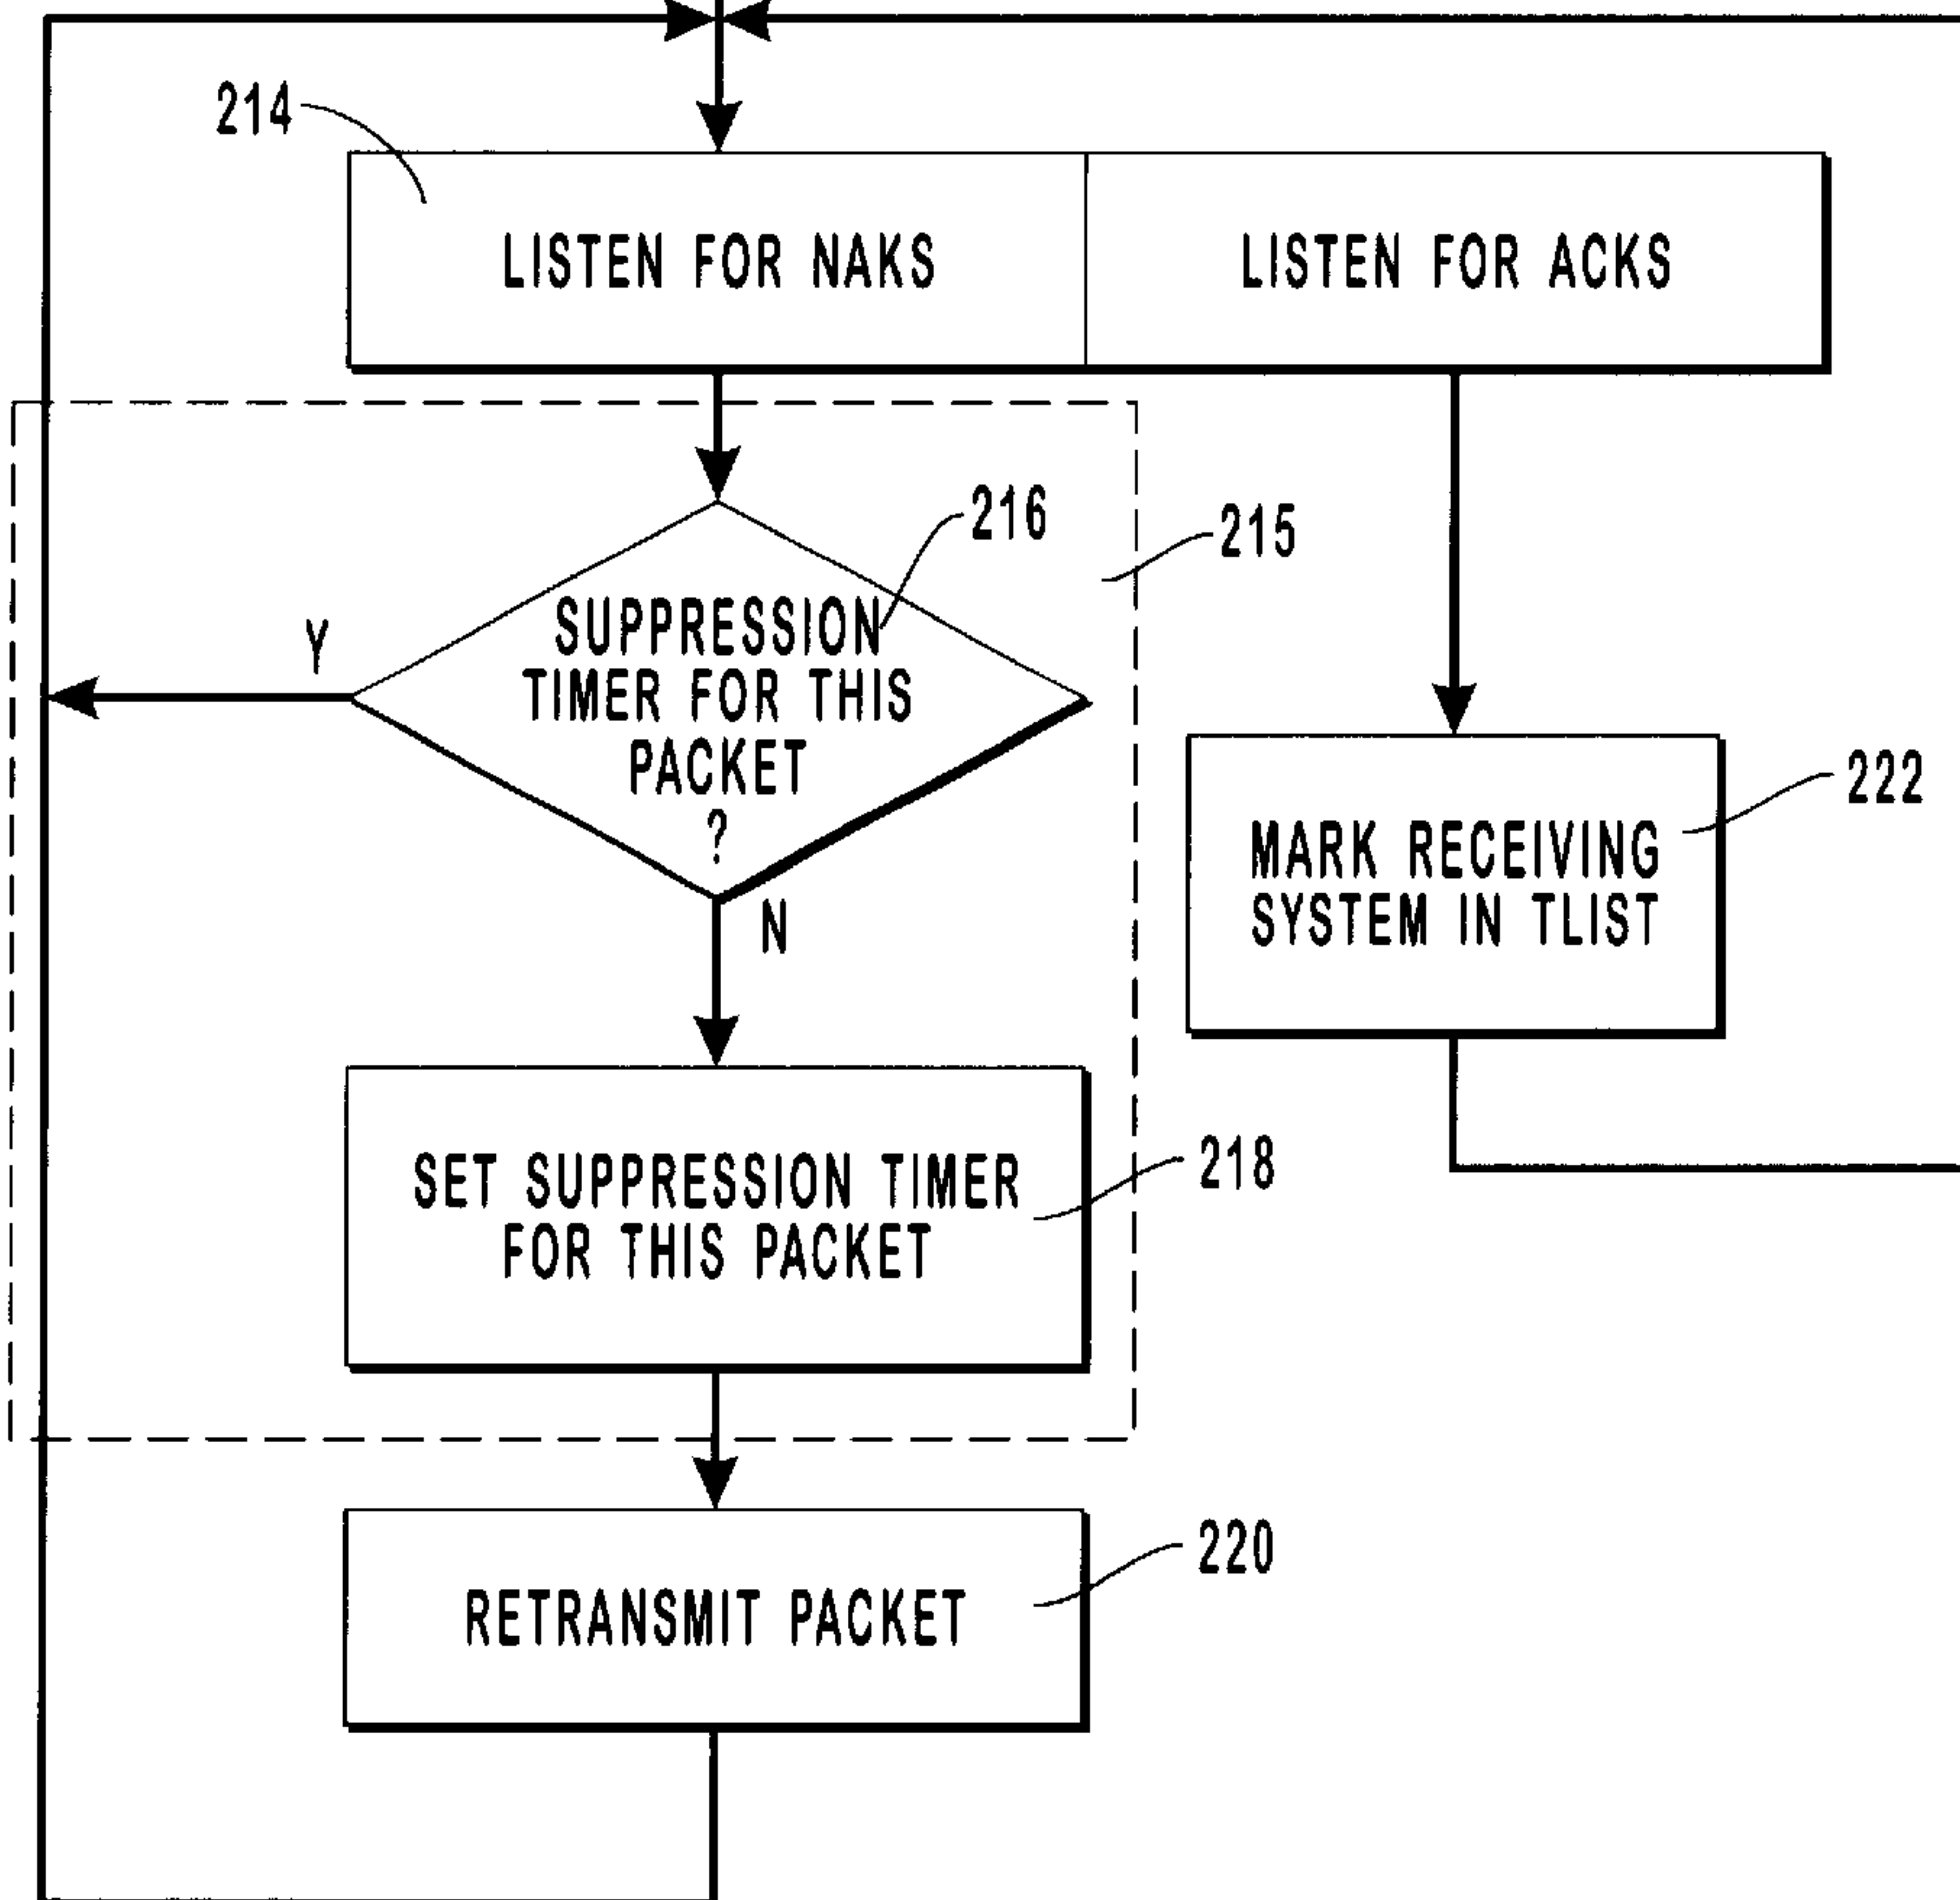 214
LISTEN FOR NAKS
LISTEN FOR ACKS
216
215
SUPPRESSION
TIMER FOR THIS
PACKET
?
Y
N
222
MARK RECEIVING
SYSTEM IN TLIST
SET SUPPRESSION TIMER
FOR THIS PACKET
218
220
RETRANSMIT PACKET